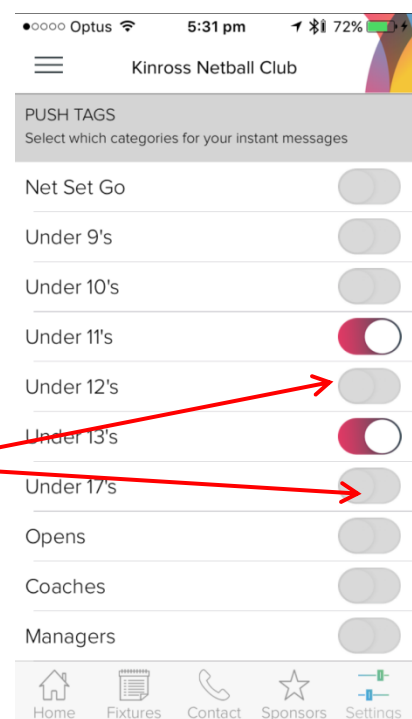 Optus 5:31 pm 72%
Kinross Netball Club
PUSH TAGS
Select which categories for your instant messages
Net Set Go
Under 9's
Under 10's
Under 11's
Under 12's
Under 13's
Under 17's
Opens
Coaches
Managers
Home Fixtures Contact Sponsors Settings